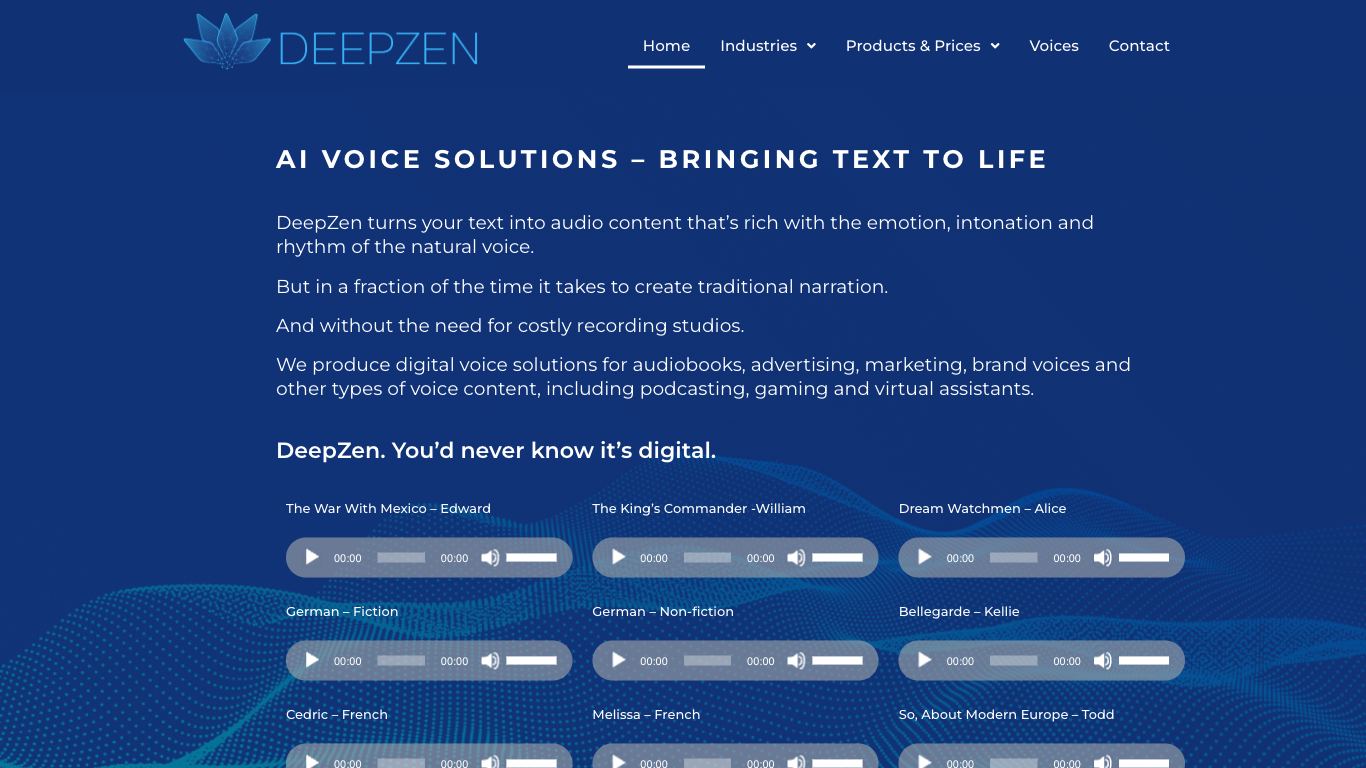 DEEPZEN
Home Industries Products & Prices Voices Contact
AI VOICE SOLUTIONS – BRINGING TEXT TO LIFE
DeepZen turns your text into audio content that’s rich with the emotion, intonation and
rhythm of the natural voice.
But in a fraction of the time it takes to create traditional narration.
And without the need for costly recording studios.
We produce digital voice solutions for audiobooks, advertising, marketing, brand voices and
other types of voice content, including podcasting, gaming and virtual assistants.
DeepZen. You’d never know it’s digital.
The War With Mexico – Edward The King’s Commander -William Dream Watchmen – Alice
00:00 00:00 00:00 00:00 00:00 00:00
German – Fiction German – Non-fiction Bellegarde – Kellie
00:00 00:00 00:00 00:00 00:00 00:00
Cedric – French Melissa – French So, About Modern Europe – Todd
00:00 00:00 00:00 00:00 00:00 00:00